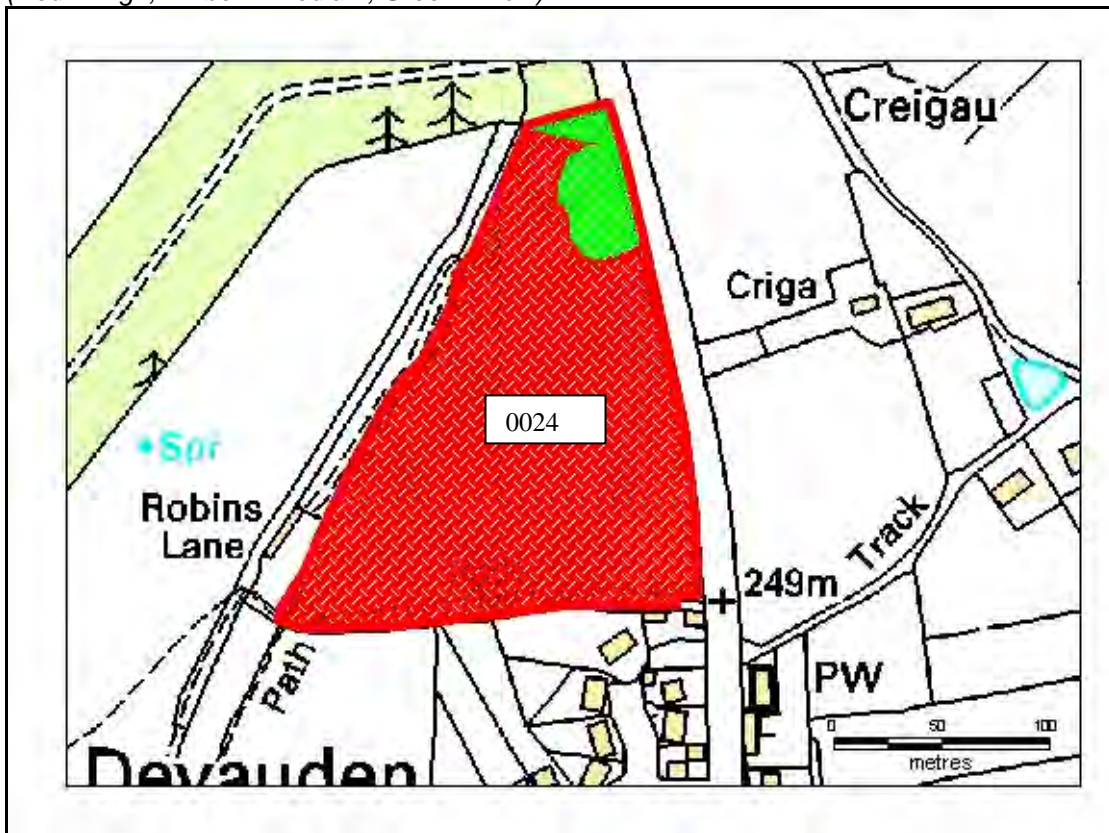 Creigau
Criga
0024
Spr
Robins
Lane
Track
249m
Path
PW
Devauden
0 50 100
metres